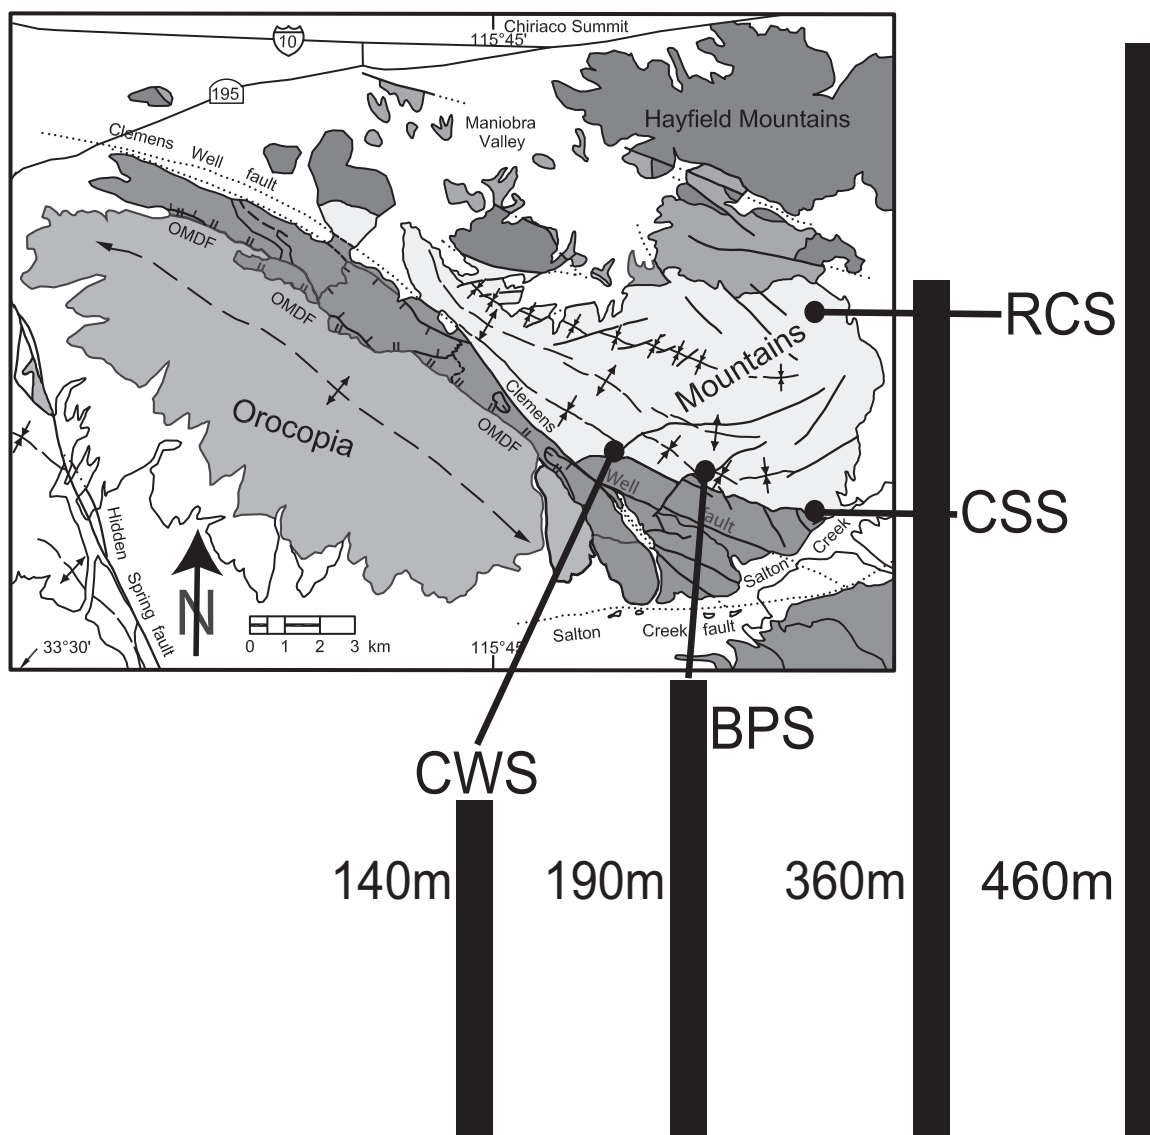 Chiriaco Summit
10
115°45'
195
Hayfield Mountains
Maniobra
Valley
Clemens Well fault
OMDF
OMDF
RCS
Mountains
Orocopia
Clemens
OMDF
Well
fault
CSS
Creek
Salton
Hidden
Spring fault
N
Salton Creek fault
33°30'
0 1 2 3 km
115°45'
BPS
CWS
140m
190m
360m
460m